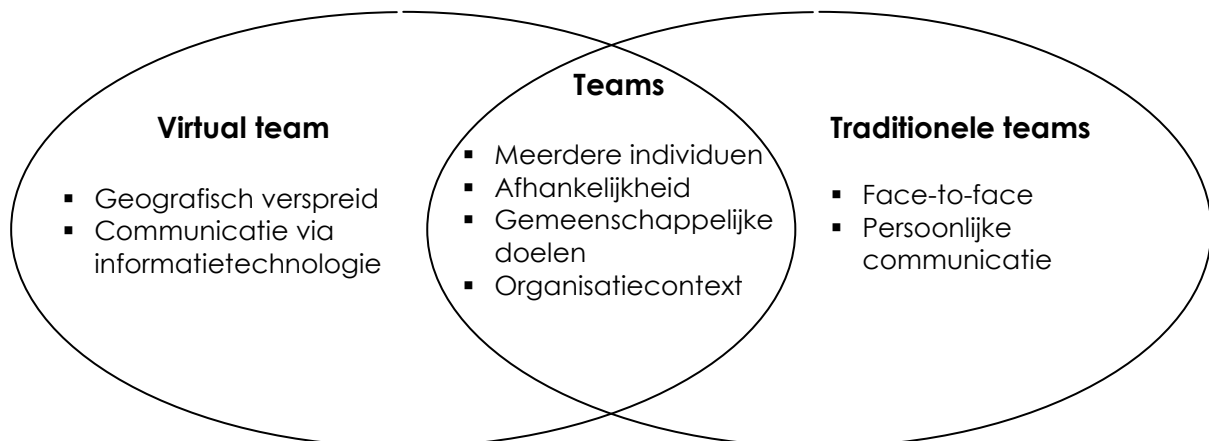 Virtual team
▪ Geografisch verspreid
▪ Communicatie via
informatietechnologie
Teams
▪ Meerdere individuen
▪ Afhankelijkheid
▪ Gemeenschappelijke
doelen
▪ Organisatiecontext
Traditionele teams
▪ Face-to-face
▪ Persoonlijke
communicatie